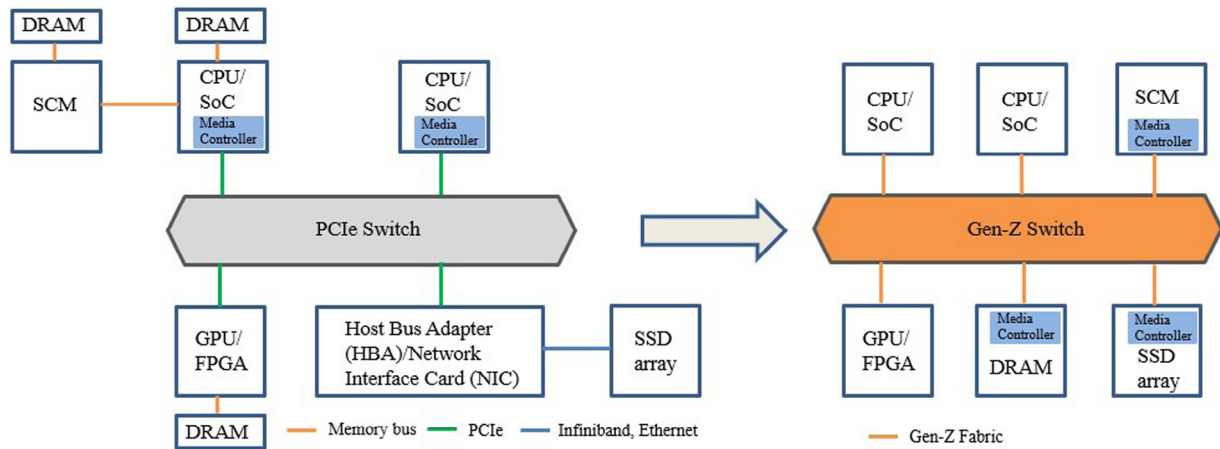 DRAM
DRAM
SCM
CPU/
SoC
Media
Controller
CPU/
SoC
Media
Controller
PCIe Switch
GPU/
FPGA
DRAM
Host Bus Adapter
(HBA)/Network
Interface Card (NIC)
SSD
array
Memory bus
PCIe
Infiniband, Ethernet
CPU/
SoC
CPU/
SoC
SCM
Media
Controller
Gen-Z Switch
GPU/
FPGA
Media
Controller
DRAM
Media
Controller
SSD
array
Gen-Z Fabric